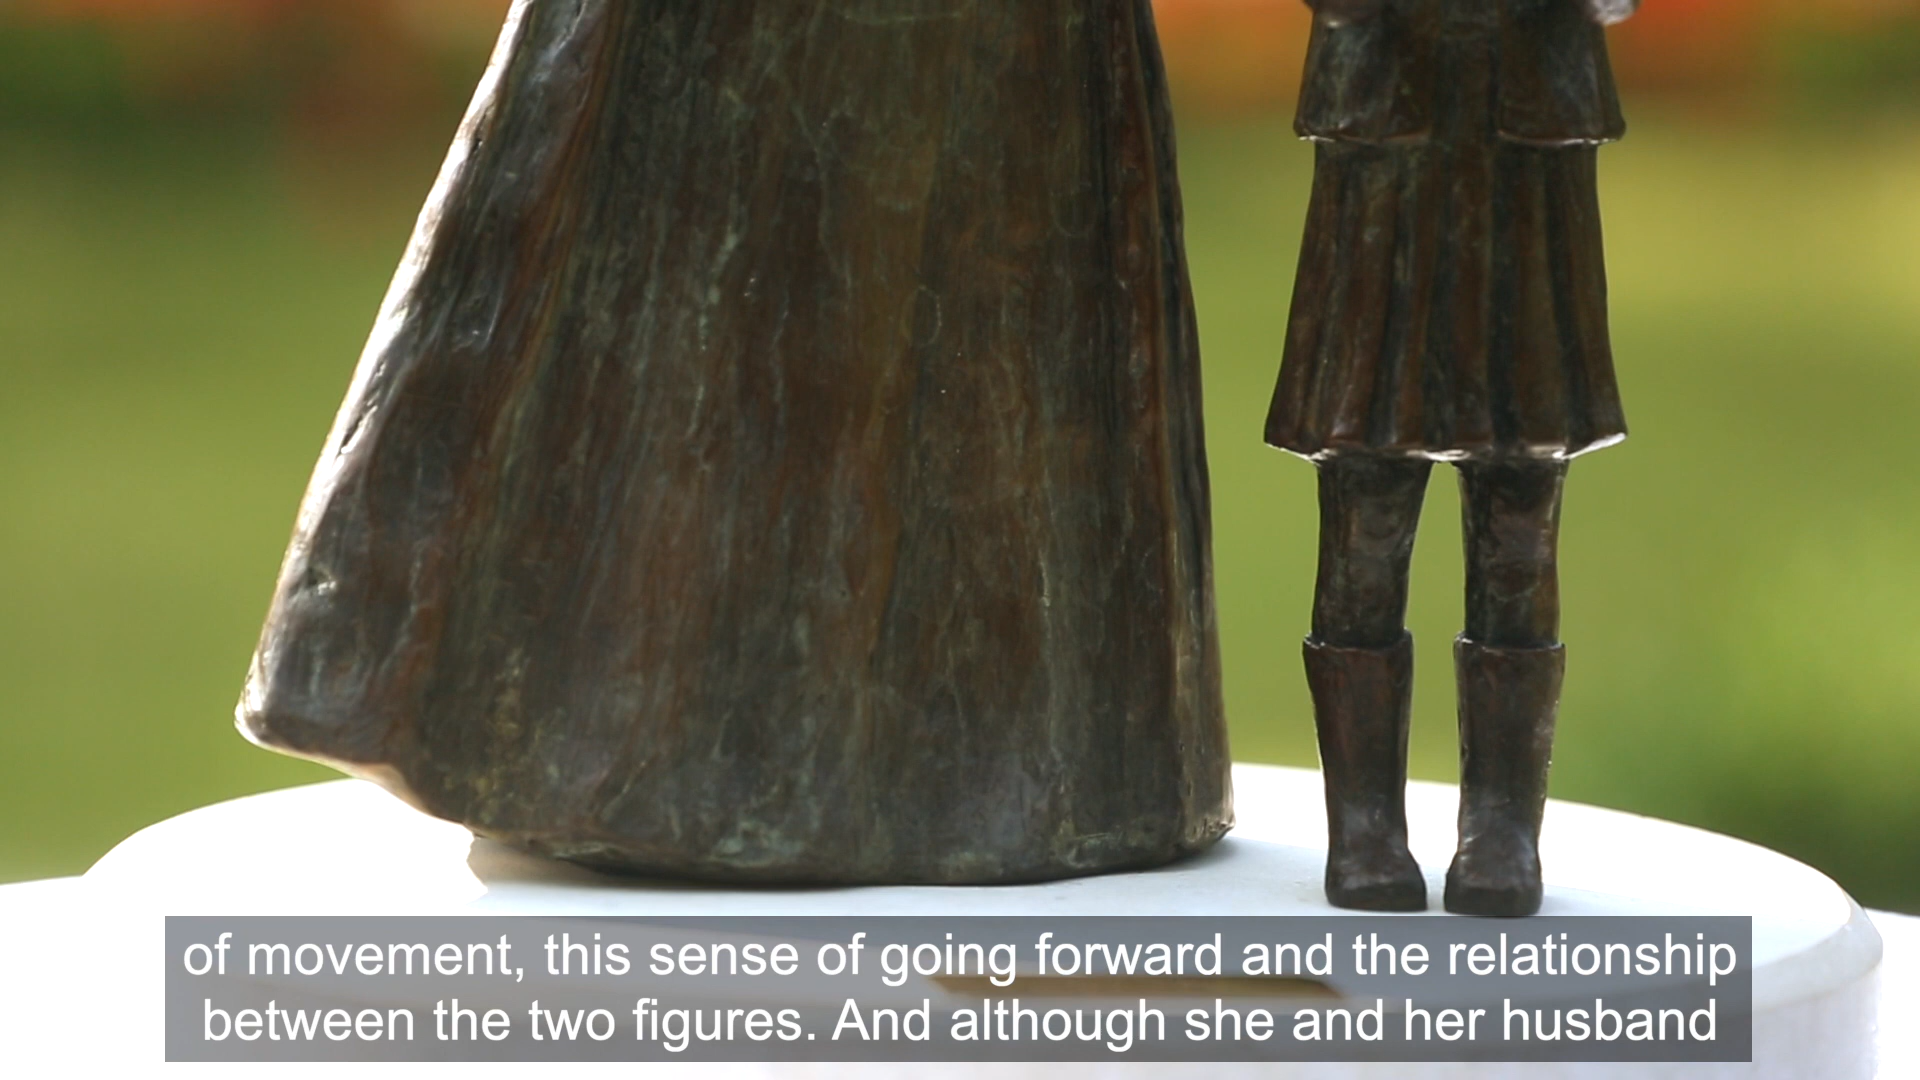 of movement, this sense of going forward and the relationship
between the two figures. And although she and her husband